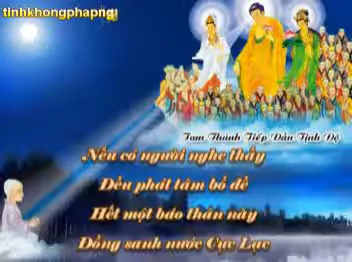 tinhkhongphapng
Tam Thánh Tiếp Dẫn Tịnh Độ
Nếu có người nghe thấy
Đều phát tâm bồ đề
Hết một báo thân này
Đồng sanh nước Cực Lạc